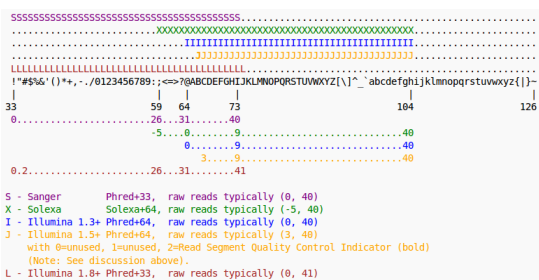 SSSSSSSSSSSSSSSSSSSSSSSSSSSSSSSSSSSSSSSSS.....................................................
..........................XXXXXXXXXXXXXXXXXXXXXXXXXXXXXXXXXXXXXXXXXXXXXX......................
...............................IIIIIIIIIIIIIIIIIIIIIIIIIIIIIIIIIIIIIIIII......................
.................................JJJJJJJJJJJJJJJJJJJJJJJJJJJJJJJJJJJJJJJ......................
LLLLLLLLLLLLLLLLLLLLLLLLLLLLLLLLLLLLLLLLLL....................................................
!"#$%&'()*+,-./0123456789:;<=>?@ABCDEFGHIJKLMNOPQRSTUVWXYZ[\]^_`abcdefghijklmnopqrstuvwxyz{|}~
| | | | | |
33 59 64 73 104 126
0........................26...31.......40
-5....0........9.............................40
0........9.............................40
3.....9.............................40
0.2......................26...31........41
S - Sanger Phred+33, raw reads typically (0, 40)
X - Solexa Solexa+64, raw reads typically (-5, 40)
I - Illumina 1.3+ Phred+64, raw reads typically (0, 40)
J - Illumina 1.5+ Phred+64, raw reads typically (3, 40)
with 0=unused, 1=unused, 2=Read Segment Quality Control Indicator (bold)
(Note: See discussion above).
L - Illumina 1.8+ Phred+33, raw reads typically (0, 41)